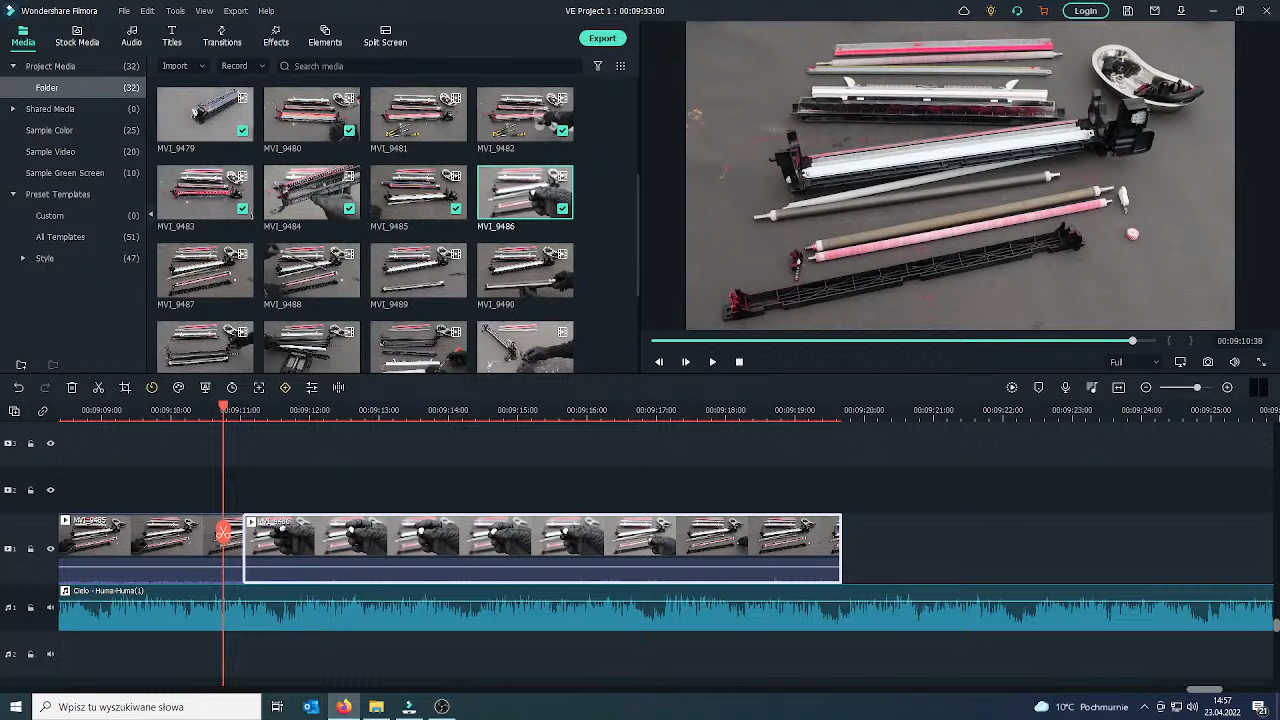 Wondershare Filmora File Edit Tools View Export Help VE Project 1 : 00:09:33:00 Login
Media Stock Media Audio Titles Transitions Effects Elements Split Screen Export
Project Media (32) Import Record Search media
Folder (32)
Shared Media (0)
Sample Color (25)
Sample Video (20)
Sample Green Screen (10)
Preset Templates
Custom (0)
All Templates (51)
Style (47)
MVI_9479 MVI_9480 MVI_9481 MVI_9482
MVI_9483 MVI_9484 MVI_9485 MVI_9486
MVI_9487 MVI_9488 MVI_9489 MVI_9490
00:09:10:38
Full
00:09:09:00 00:09:10:00 00:09:11:00 00:09:12:00 00:09:13:00 00:09:14:00 00:09:15:00 00:09:16:00 00:09:17:00 00:09:18:00 00:09:19:00 00:09:20:00 00:09:21:00 00:09:22:00 00:09:23:00 00:09:24:00 00:09:25:00
3
2
MVI_9485 MVI_9486
1
Cielo - Huma-Huma(1)
1
2
Wpisz tu wyszukiwane słowa 10°C Pochmurnie 14:57
23.04.2022